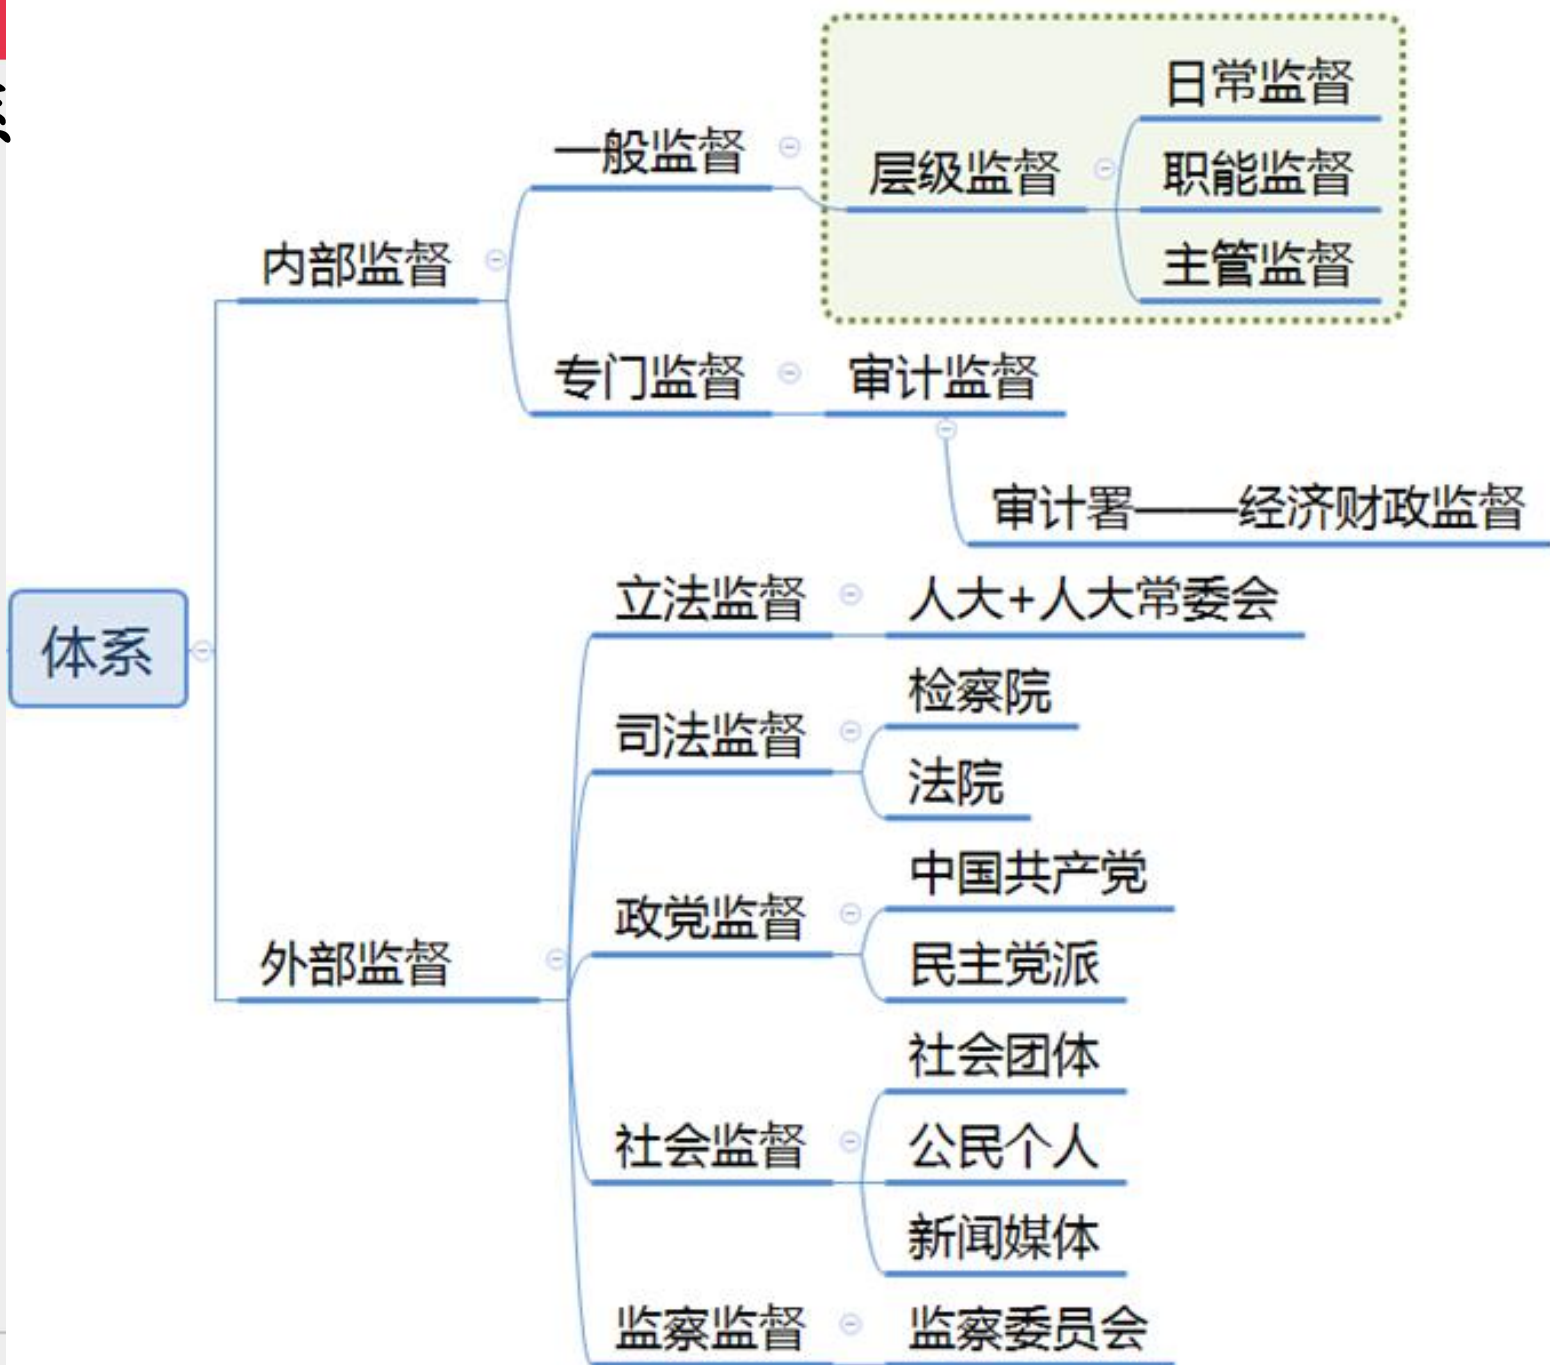 体系
内部监督
一般监督
层级监督
日常监督
职能监督
主管监督
专门监督
审计监督
审计署——经济财政监督
外部监督
立法监督
人大+人大常委会
司法监督
检察院
法院
政党监督
中国共产党
民主党派
社会监督
社会团体
公民个人
新闻媒体
监察监督
监察委员会